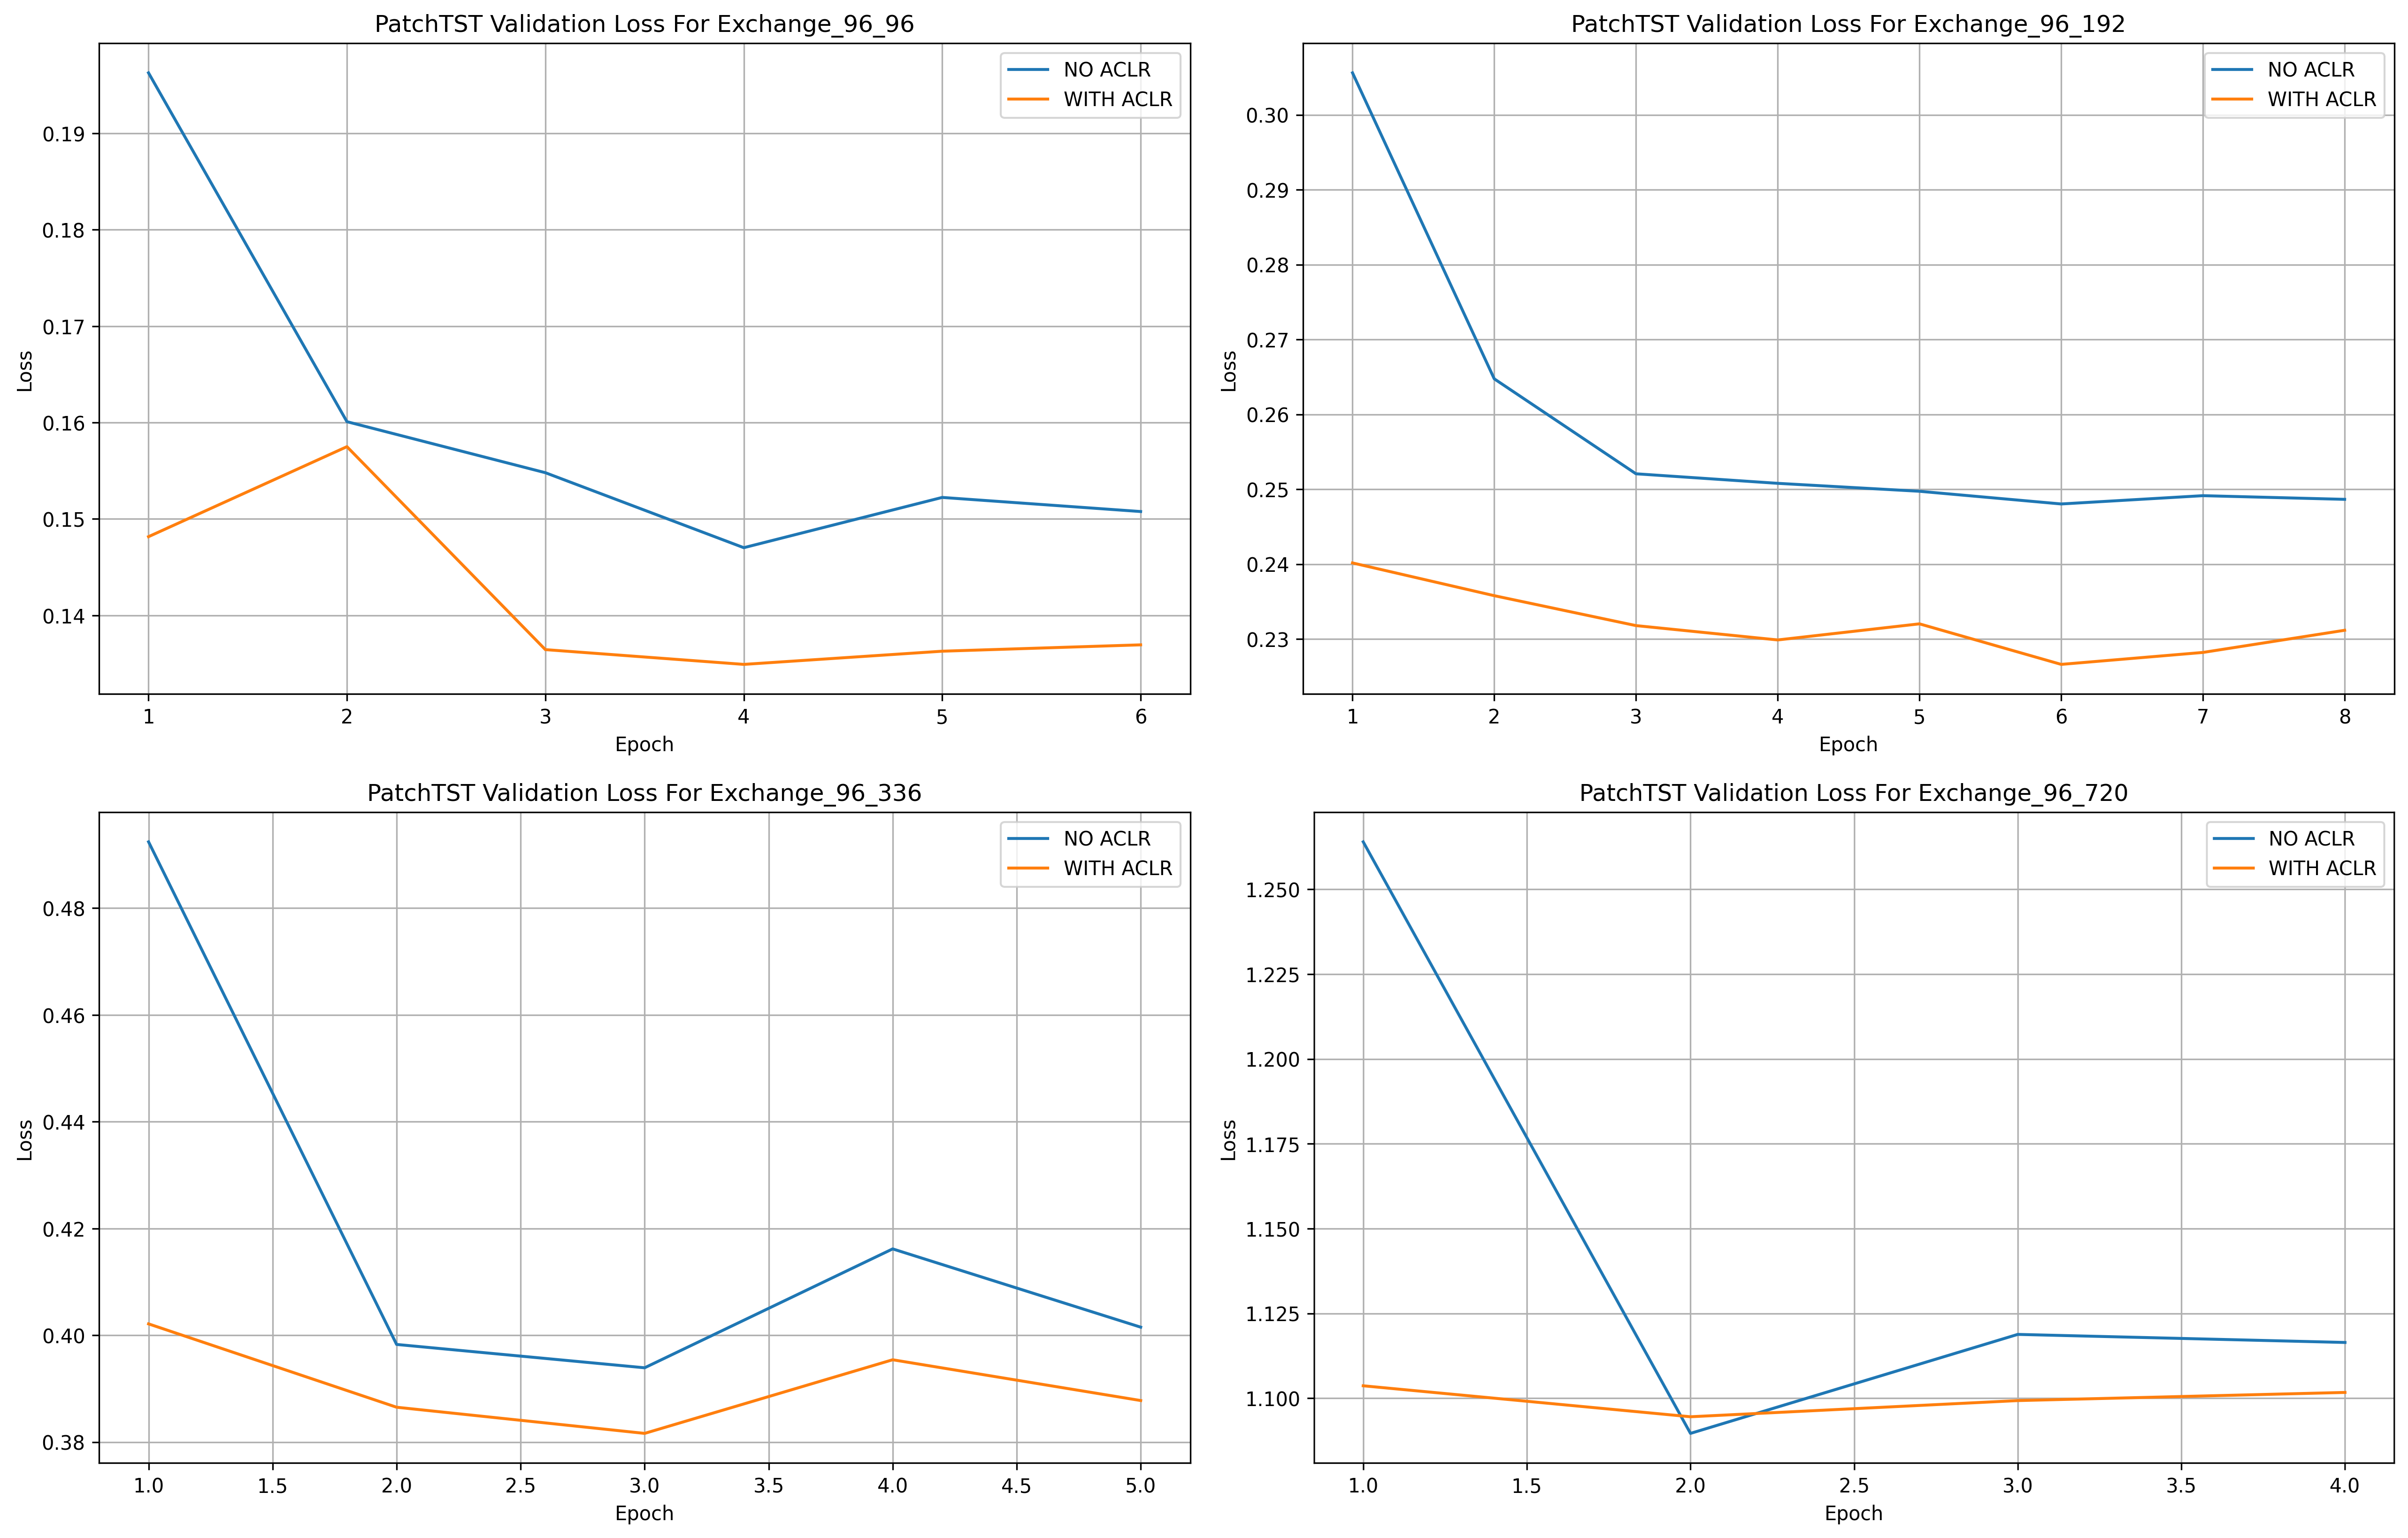 PatchTST Validation Loss For Exchange_96_96
NO ACLR
WITH ACLR
0.19
0.18
0.17
0.16
0.15
0.14
Loss
1 2 3 4 5 6
Epoch
PatchTST Validation Loss For Exchange_96_192
NO ACLR
WITH ACLR
0.30
0.29
0.28
0.27
0.26
0.25
0.24
0.23
Loss
1 2 3 4 5 6 7 8
Epoch
PatchTST Validation Loss For Exchange_96_336
NO ACLR
WITH ACLR
0.48
0.46
0.44
0.42
0.40
0.38
Loss
1.0 1.5 2.0 2.5 3.0 3.5 4.0 4.5 5.0
Epoch
PatchTST Validation Loss For Exchange_96_720
NO ACLR
WITH ACLR
1.250
1.225
1.200
1.175
1.150
1.125
1.100
Loss
1.0 1.5 2.0 2.5 3.0 3.5 4.0
Epoch